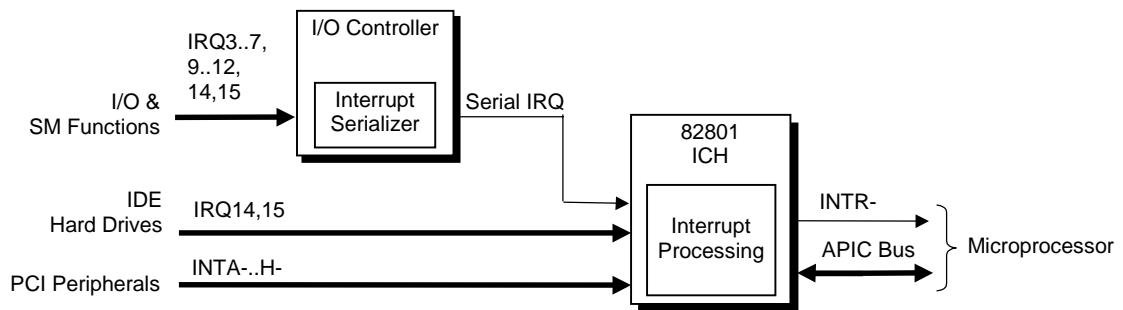 I/O Controller
IRQ3..7,
9..12,
14,15
I/O &
SM Functions
Interrupt
Serializer
Serial IRQ
82801
ICH
IDE
Hard Drives
IRQ14,15
Interrupt
Processing
INTR-
APIC Bus
Microprocessor
PCI Peripherals
INTA-..H-